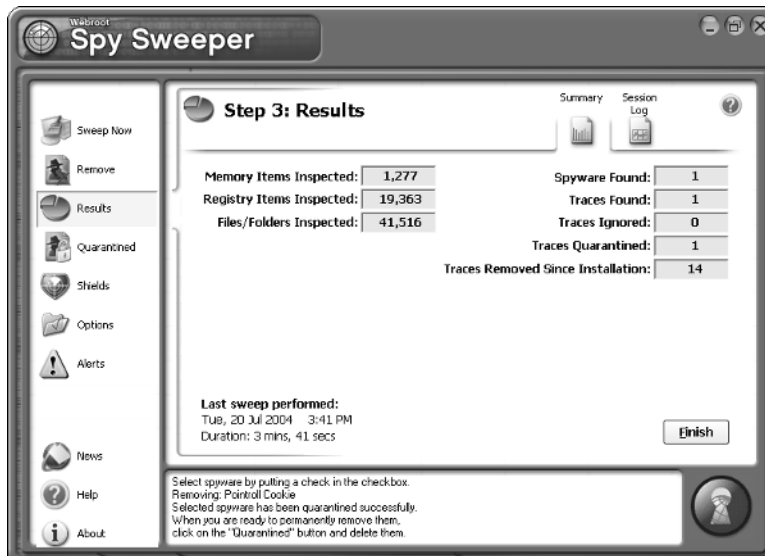 Webroot
Spy Sweeper
Sweep Now
Remove
Results
Quarantined
Shields
Options
Alerts
News
Help
About
Step 3: Results
Summary
Session
Log
Memory Items Inspected: 1,277
Registry Items Inspected: 19,363
Files/Folders Inspected: 41,516
Spyware Found: 1
Traces Found: 1
Traces Ignored: 0
Traces Quarantined: 1
Traces Removed Since Installation: 14
Last sweep performed:
Tue, 20 Jul 2004 3:41 PM
Duration: 3 mins, 41 secs
Finish
Select spyware by putting a check in the checkbox.
Removing: Pointroll Cookie
Selected spyware has been quarantined successfully.
When you are ready to permanently remove them,
click on the "Quarantined" button and delete them.